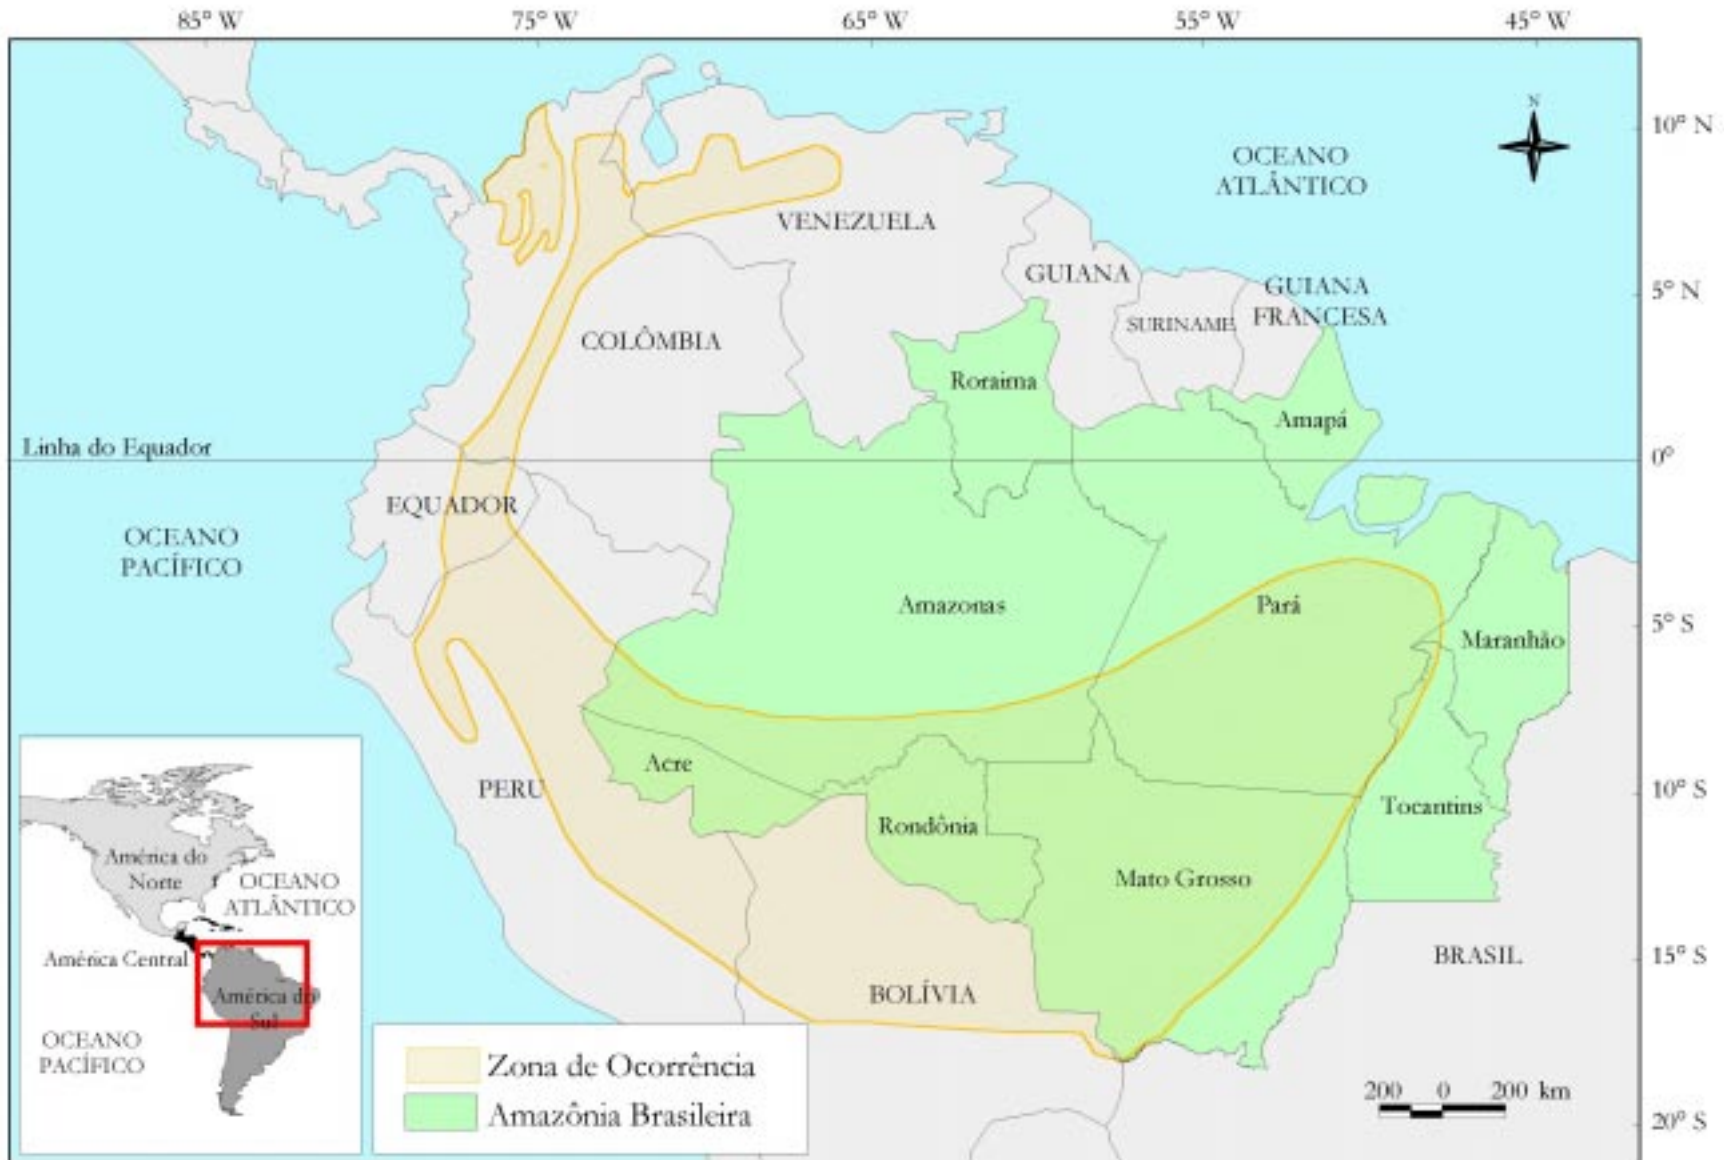 85° W
75° W
65° W
55° W
45° W
N
10° N
OCEANO
ATLÂNTICO
VENEZUELA
GUIANA
5° N
GUIANA
FRANCESA
SURINAME
COLÔMBIA
Roraima
Amapá
Linha do Equador
0°
EQUADOR
OCEANO
PACÍFICO
Amazonas
Pará
5° S
Maranhão
Acre
PERU
10° S
Tocantins
Rondônia
Mato Grosso
América do
Norte
OCEANO
ATLÂNTICO
América Central
BRASIL
15° S
BOLÍVIA
América do
Sul
OCEANO
PACÍFICO
Zona de Ocorrência
Amazônia Brasileira
200 0 200 km
20° S